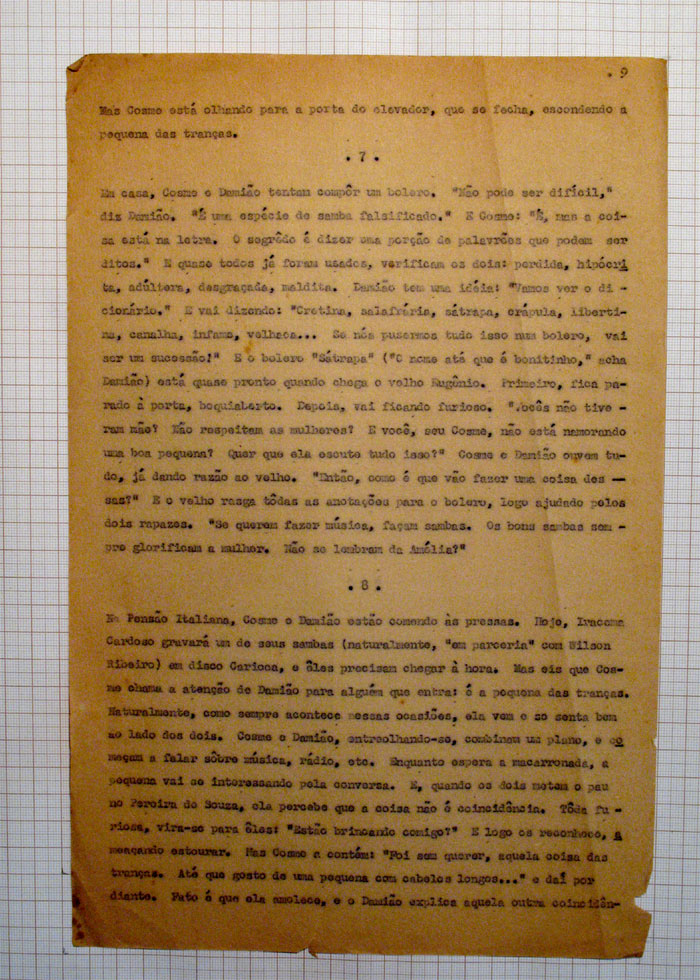 . 9
Mas Cosme está olhando para a porta do elevador, que se fecha, escondendo a
pequena das tranças.
. 7 .
Em casa, Cosme e Damião tentam compôr um bolero. "Não pode ser difícil,"
diz Damião. "É uma espécie de samba falsificado." E Cosme: "É, mas a coi-
sa está na letra. O segrêdo é dizer uma porção de palavrões que podem ser
ditos." E quase todos já foram usados, verificam os dois: perdida, hipócri
ta, adúltera, desgraçada, maldita. Damião tem uma idéia: "Vamos ver o di -
cionário." E vai dizendo: "Cretina, salafrária, sátrapa, crápula, liberti-
na, canalha, infame, velhaca... Se nós pusermos tudo isso num bolero, vai
ser um sucessão!" E o bolero "Sátrapa" ("O nome até que é bonitinho," acha
Damião) está quase pronto quando chega o velho Eugênio. Primeiro, fica pa-
rado à porta, boquiaberto. Depois, vai ficando furioso. "Vocês não tive -
ram mãe? Não respeitam as mulheres? E você, seu Cosme, não está namorando
uma boa pequena? Quer que ela escute tudo isso?" Cosme e Damião ouvem tu-
do, já dando razão ao velho. "Então, como é que vão fazer uma coisa des -
sas?" E o velho rasga tôdas as anotações para o bolero, logo ajudado pelos
dois rapazes. "Se querem fazer música, façam sambas. Os bons sambas sem -
pre glorificam a mulher. Não se lembram da Amélia?"
. 8 .
Na Pensão Italiana, Cosme e Damião estão comendo às pressas. Hoje, Iracema
Cardoso gravará um de seus sambas (naturalmente, "em parceria" com Wilson
Ribeiro) em disco Carioca, e êles precisam chegar à hora. Mas eis que Cos-
me chama a atenção de Damião para alguém que entra: é a pequena das tranças.
Naturalmente, como sempre acontece nessas ocasiões, ela vem e se senta bem
ao lado dos dois. Cosme e Damião, entreolhando-se, combinam um plano, e co
meçam a falar sôbre música, rádio, etc. Enquanto espera a macarronada, a
pequena vai se interessando pela conversa. E, quando os dois metem o pau
no Pereira de Souza, ela percebe que a coisa não é coincidência. Tôda fu -
riosa, vira-se para êles: "Estão brincando comigo?" E logo os reconhece, a
meaçando estourar. Mas Cosme a contém: "Foi sem querer, aquela coisa das
tranças. Até que gosto de uma pequena com cabelos longos..." e daí por
diante. Fato é que ela amolece, e o Damião explica aquela outra coincidên-